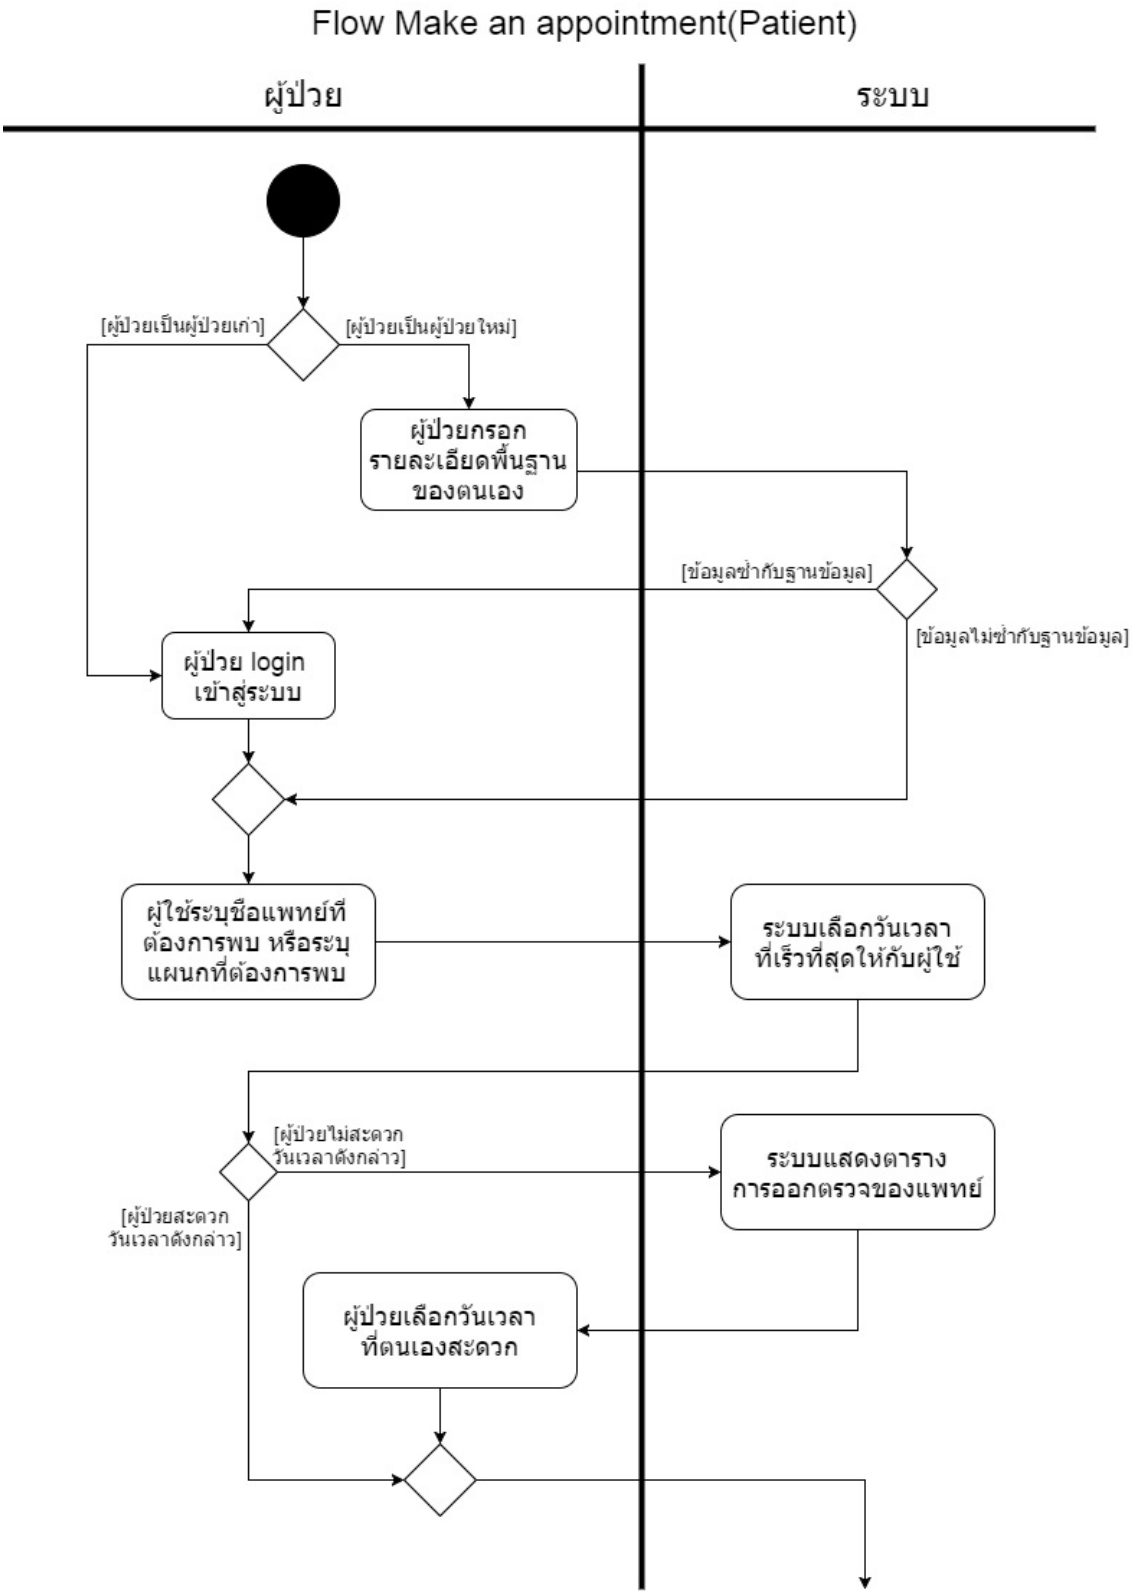 Flow Make an appointment(Patient)
ผู้ป่วย
ระบบ
[ผู้ป่วยเป็นผู้ป่วยเก่า]
[ผู้ป่วยเป็นผู้ป่วยใหม่]
ผู้ป่วยกรอก
รายละเอียดพื้นฐาน
ของตนเอง
[ข้อมูลซ้ำกับฐานข้อมูล]
[ข้อมูลไม่ซ้ำกับฐานข้อมูล]
ผู้ป่วย login
เข้าสู่ระบบ
ผู้ใช้ระบุชื่อแพทย์ที่
ต้องการพบ หรือระบุ
แผนกที่ต้องการพบ
ระบบเลือกวันเวลา
ที่เร็วที่สุดให้กับผู้ใช้
[ผู้ป่วยไม่สะดวก
วันเวลาดังกล่าว]
ระบบแสดงตาราง
การออกตรวจของแพทย์
[ผู้ป่วยสะดวก
วันเวลาดังกล่าว]
ผู้ป่วยเลือกวันเวลา
ที่ตนเองสะดวก